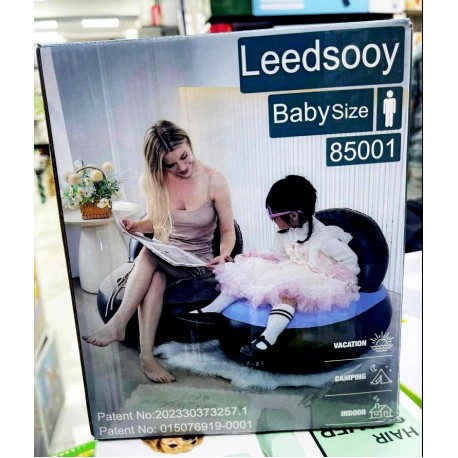 Leedsooy
Baby Size
85001
VACATION
CAMPING
INDOOR
Patent No:202330373257.1
Patent No: 015076919-0001
HAIR